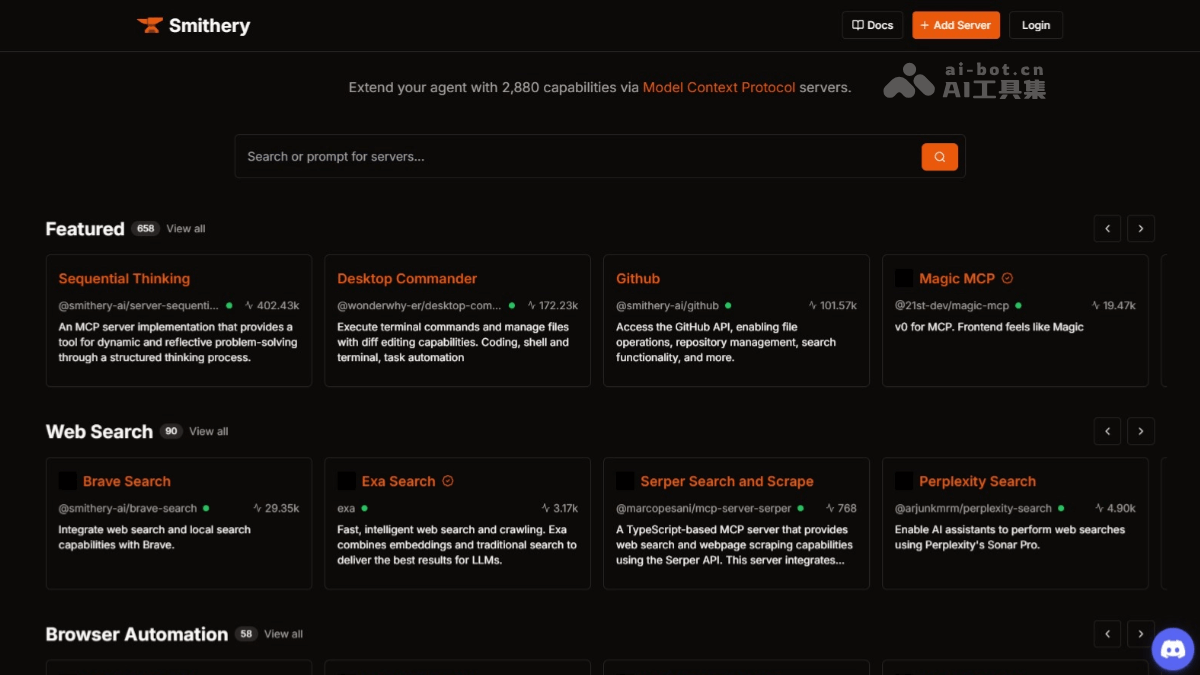 Smithery
Docs
+ Add Server
Login
Extend your agent with 2,880 capabilities via Model Context Protocol servers.
ai-bot.cn
AI工具集
Search or prompt for servers...
Featured 658 View all
Sequential Thinking
@smithery-ai/server-sequenti... 402.43k
An MCP server implementation that provides a
tool for dynamic and reflective problem-solving
through a structured thinking process.
Desktop Commander
@wonderwhy-er/desktop-com... 172.23k
Execute terminal commands and manage files
with diff editing capabilities. Coding, shell and
terminal, task automation
Github
@smithery-ai/github 101.57k
Access the GitHub API, enabling file
operations, repository management, search
functionality, and more.
Magic MCP
@21st-dev/magic-mcp 19.47k
v0 for MCP. Frontend feels like Magic
Web Search 90 View all
Brave Search
@smithery-ai/brave-search 29.35k
Integrate web search and local search
capabilities with Brave.
Exa Search
exa 3.17k
Fast, intelligent web search and crawling. Exa
combines embeddings and traditional search to
deliver the best results for LLMs.
Serper Search and Scrape
@marcopesani/mcp-server-serper 768
A TypeScript-based MCP server that provides
web search and webpage scraping capabilities
using the Serper API. This server integrates...
Perplexity Search
@arjunkmrm/perplexity-search 4.90k
Enable AI assistants to perform web searches
using Perplexity's Sonar Pro.
Browser Automation 58 View all